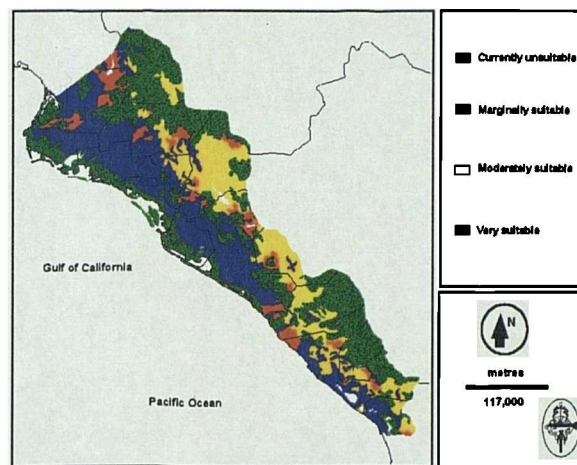 Currently unsuitable
Marginally suitable
Moderately suitable
Very suitable
Gulf of California
Pacific Ocean
N
metres
117,000